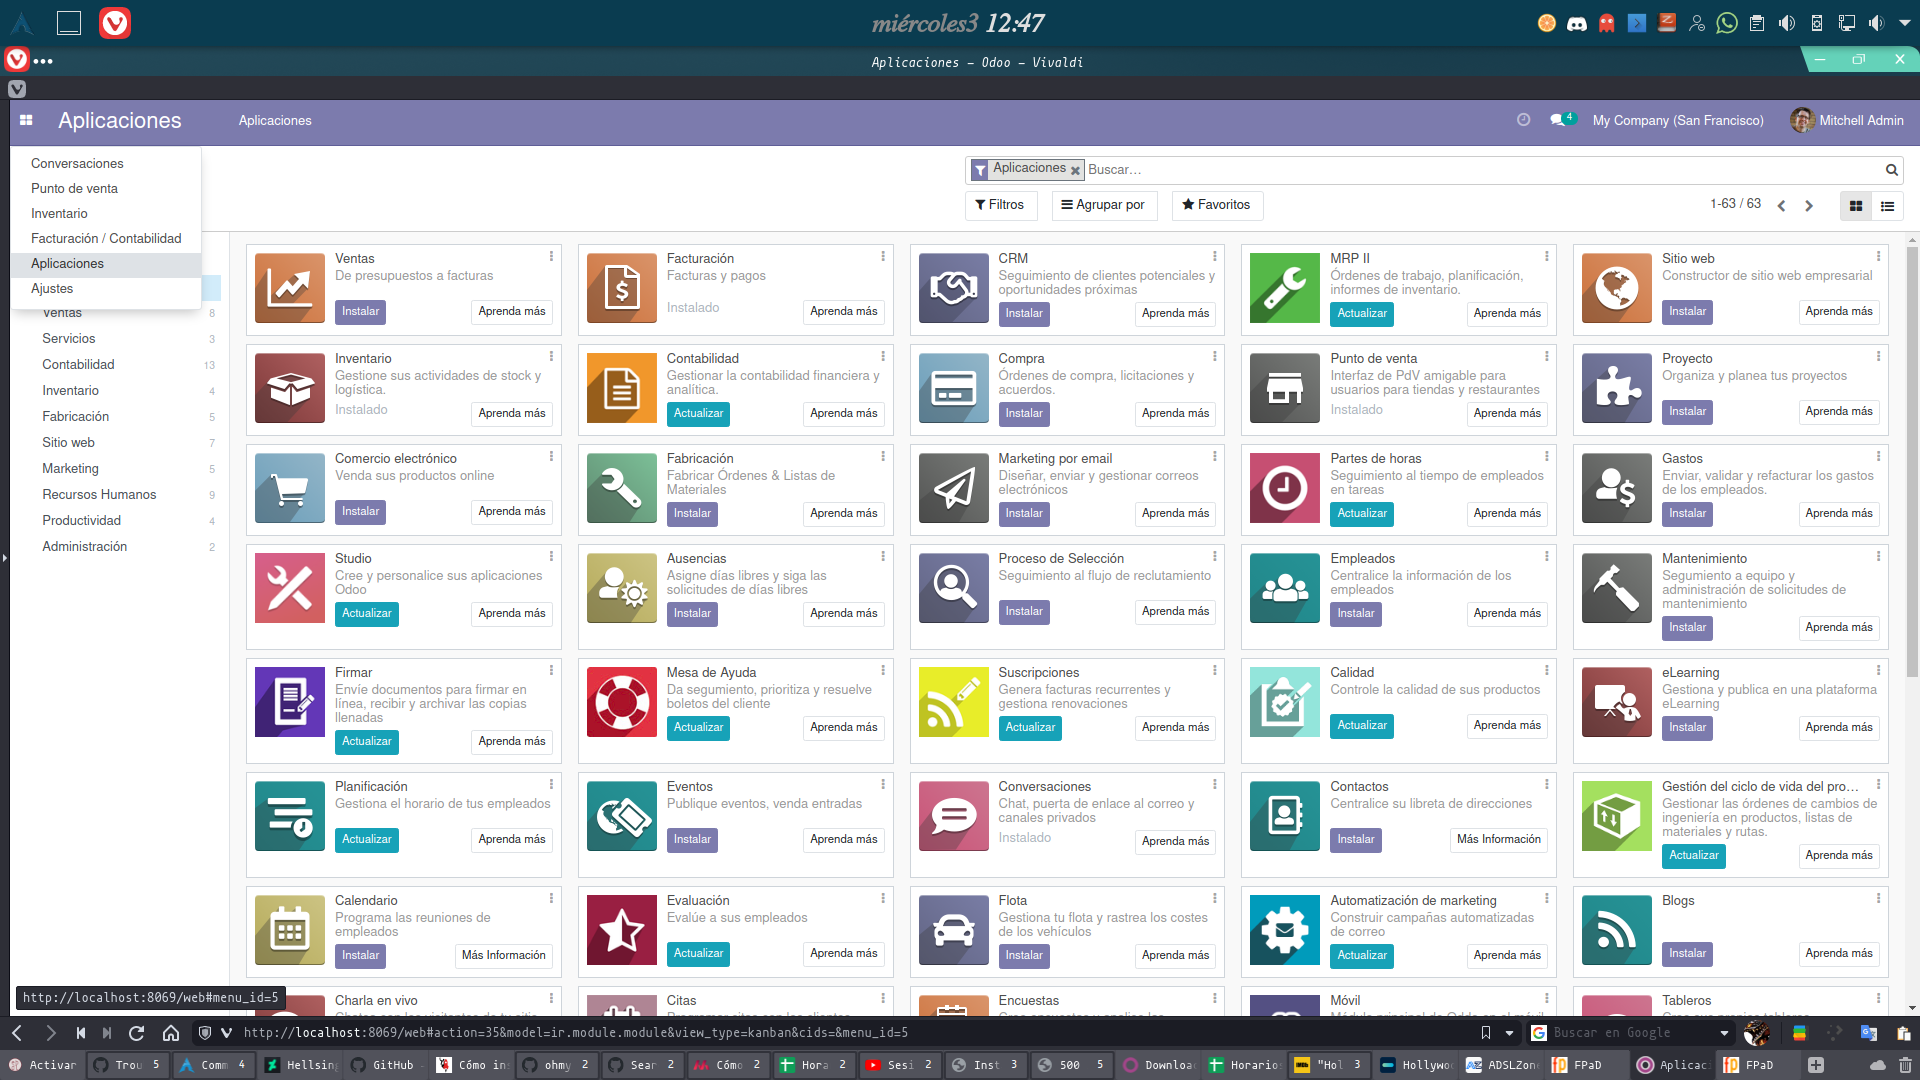 miércoles3 12:47
Aplicaciones – Odoo – Vivaldi
Aplicaciones
Aplicaciones
4
My Company (San Francisco)
Mitchell Admin
Conversaciones
Punto de venta
Inventario
Facturación / Contabilidad
Aplicaciones
Ajustes
Aplicaciones
Buscar...
Filtros
Agrupar por
Favoritos
1-63 / 63
Ventas 8
Servicios 3
Contabilidad 13
Inventario 4
Fabricación 5
Sitio web 7
Marketing 5
Recursos Humanos 9
Productividad 4
Administración 2
Ventas
De presupuestos a facturas
Instalar
Aprenda más
Facturación
Facturas y pagos
Instalado
Aprenda más
CRM
Seguimiento de clientes potenciales y
oportunidades próximas
Instalar
Aprenda más
MRP II
Órdenes de trabajo, planificación,
informes de inventario.
Actualizar
Aprenda más
Sitio web
Constructor de sitio web empresarial
Instalar
Aprenda más
Inventario
Gestione sus actividades de stock y
logística.
Instalado
Aprenda más
Contabilidad
Gestionar la contabilidad financiera y
analítica.
Actualizar
Aprenda más
Compra
Órdenes de compra, licitaciones y
acuerdos.
Instalar
Aprenda más
Punto de venta
Interfaz de PdV amigable para
usuarios para tiendas y restaurantes
Instalado
Aprenda más
Proyecto
Organiza y planea tus proyectos
Instalar
Aprenda más
Comercio electrónico
Venda sus productos online
Instalar
Aprenda más
Fabricación
Fabricar Órdenes & Listas de
Materiales
Instalar
Aprenda más
Marketing por email
Diseñar, enviar y gestionar correos
electrónicos
Instalar
Aprenda más
Partes de horas
Seguimiento al tiempo de empleados
en tareas
Actualizar
Aprenda más
Gastos
Enviar, validar y refacturar los gastos
de los empleados.
Instalar
Aprenda más
Studio
Cree y personalice sus aplicaciones
Odoo
Actualizar
Aprenda más
Ausencias
Asigne días libres y siga las
solicitudes de días libres
Instalar
Aprenda más
Proceso de Selección
Seguimiento al flujo de reclutamiento
Instalar
Aprenda más
Empleados
Centralice la información de los
empleados
Instalar
Aprenda más
Mantenimiento
Segumiento a equipo y
administración de solicitudes de
mantenimiento
Instalar
Aprenda más
Firmar
Envíe documentos para firmar en
línea, recibir y archivar las copias
llenadas
Actualizar
Aprenda más
Mesa de Ayuda
Da segumiento, prioritiza y resuelve
boletos del cliente
Actualizar
Aprenda más
Suscripciones
Genera facturas recurrentes y
gestiona renovaciones
Actualizar
Aprenda más
Calidad
Controle la calidad de sus productos
Actualizar
Aprenda más
eLearning
Gestiona y publica en una plataforma
eLearning
Instalar
Aprenda más
Planificación
Gestiona el horario de tus empleados
Actualizar
Aprenda más
Eventos
Publique eventos, venda entradas
Instalar
Aprenda más
Conversaciones
Chat, puerta de enlace al correo y
canales privados
Instalado
Aprenda más
Contactos
Centralice su libreta de direcciones
Instalar
Más Información
Gestión del ciclo de vida del pro...
Gestionar las órdenes de cambios de
ingeniería en productos, listas de
materiales y rutas.
Actualizar
Aprenda más
Calendario
Programa las reuniones de
empleados
Instalar
Más Información
Evaluación
Evalúe a sus empleados
Actualizar
Aprenda más
Flota
Gestiona tu flota y rastrea los costes
de los vehículos
Instalar
Aprenda más
Automatización de marketing
Construir campañas automatizadas
de correo
Actualizar
Aprenda más
Blogs
Instalar
Aprenda más
Charla en vivo
Citas
Encuestas
Móvil
Tableros
http://localhost:8069/web#menu_id=5
http://localhost:8069/web#action=35&model=ir.module.module&view_type=kanban&cids=&menu_id=5
Buscar en Google
Activar
Trou 5
Comm 4
Hellsing
GitHub
Cómo in
ohmy 2
Sear 2
Cómo 2
Hora 2
Sesi 2
Inst 3
500 5
Downloa
Horario
"Hol 3
Hollywo
ADSLZon
FPaD
Aplicac
FPaD